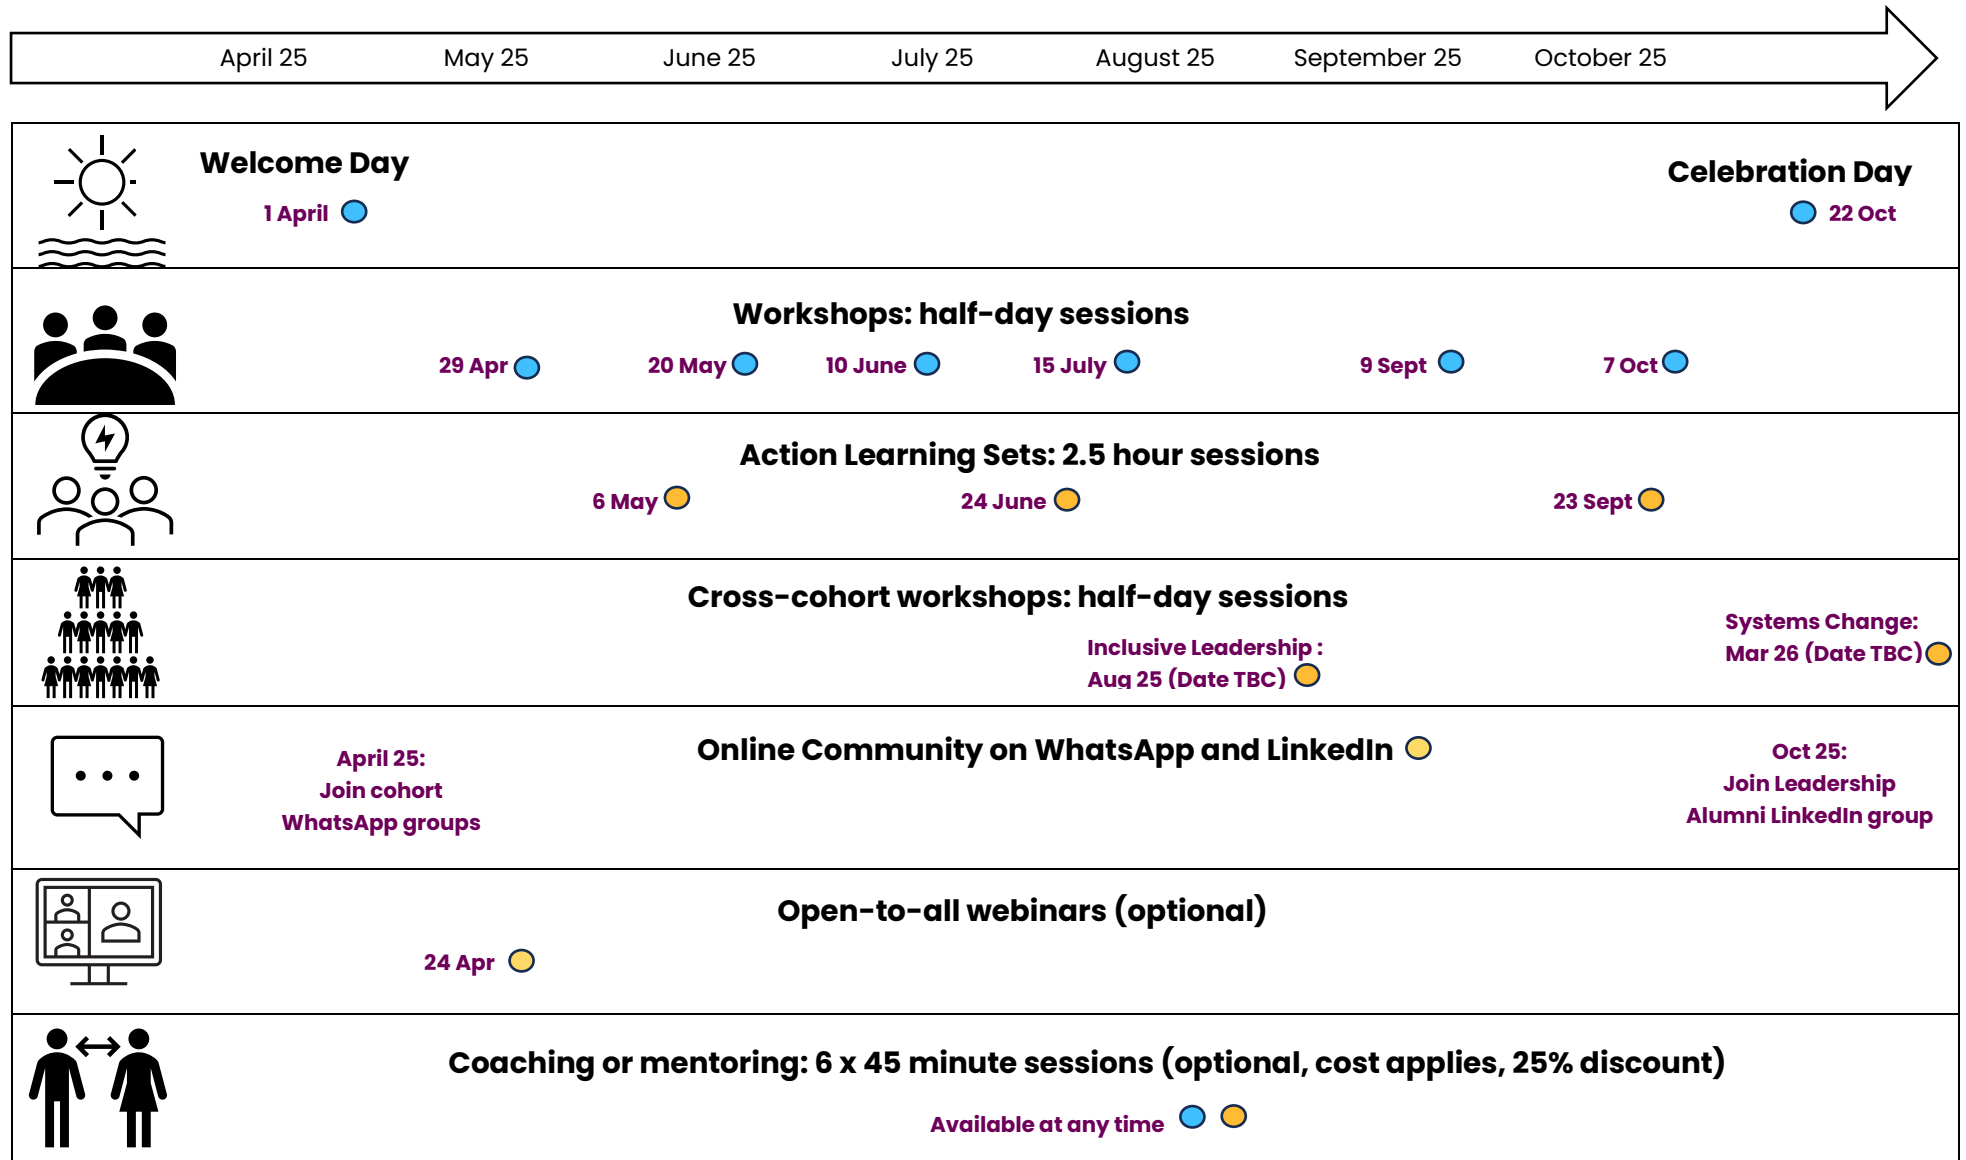 April 25 May 25 June 25 July 25 August 25 September 25 October 25
Welcome Day
1 April
Celebration Day
22 Oct
Workshops: half-day sessions
29 Apr 20 May 10 June 15 July 9 Sept 7 Oct
Action Learning Sets: 2.5 hour sessions
6 May 24 June 23 Sept
Cross-cohort workshops: half-day sessions
Inclusive Leadership :
Aug 25 (Date TBC)
Systems Change:
Mar 26 (Date TBC)
Online Community on WhatsApp and LinkedIn
April 25:
Join cohort
WhatsApp groups
Oct 25:
Join Leadership
Alumni LinkedIn group
Open-to-all webinars (optional)
24 Apr
Coaching or mentoring: 6 x 45 minute sessions (optional, cost applies, 25% discount)
Available at any time